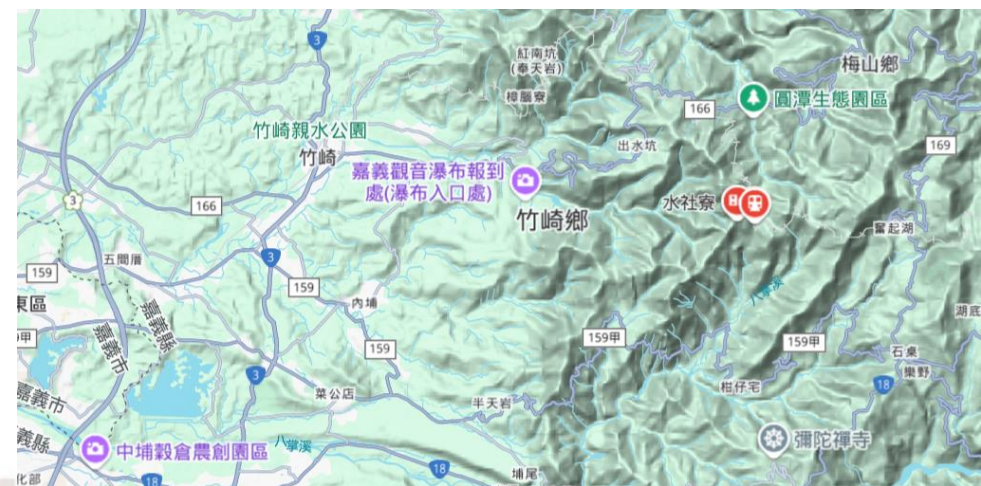 3
紅南坑
(奉天岩)
梅山鄉
樟腦寮
圓潭生態園區
166
竹崎親水公園
竹崎
出水坑
169
嘉義觀音瀑布報到
處(瀑布入口處)
水社寮
3
166
竹崎鄉
奮起湖
五間厝
3
159
159
內埔
八掌溪
東區
嘉義縣
嘉義市
湖底
159甲
159甲
159
石桌
樂野
3
18
柑仔宅
菜公店
半天岩
嘉義市
嘉義縣
中埔穀倉農創園區
八掌溪
彌陀禪寺
18
埔尾
18
化部